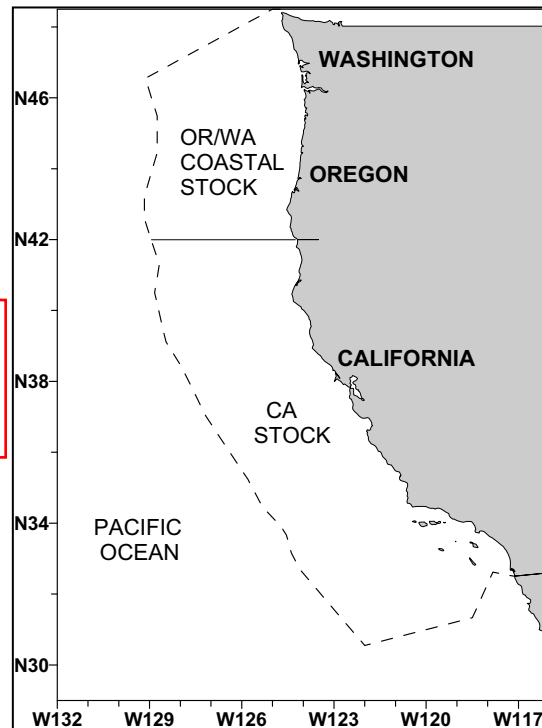 WASHINGTON
N46
OR/WA
COASTAL
STOCK
OREGON
N42
CALIFORNIA
N38
CA
STOCK
N34
PACIFIC
OCEAN
N30
W132 W129 W126 W123 W120 W117